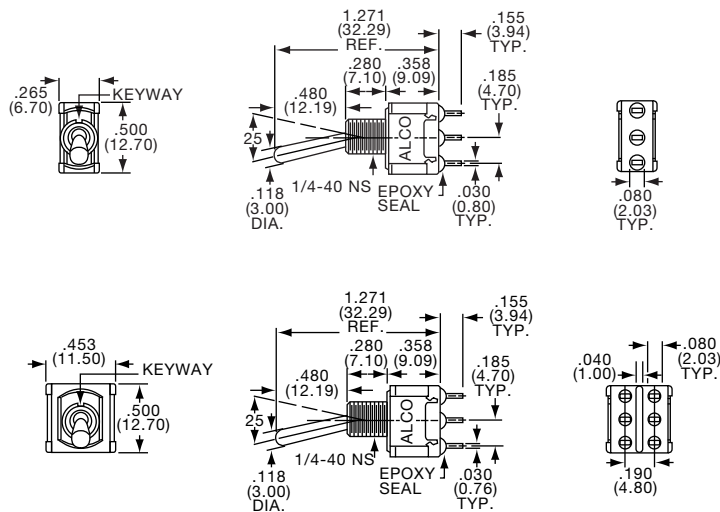 1.271
(32.29)
REF.
.155
(3.94)
TYP.
.280
(7.10)
.358
(9.09)
.185
(4.70)
TYP.
.265
(6.70)
KEYWAY
.480
(12.19)
.500
(12.70)
25
ALCO
.118
(3.00)
DIA.
1/4-40 NS
EPOXY
SEAL
.030
(0.80)
TYP.
.080
(2.03)
TYP.
1.271
(32.29)
REF.
.155
(3.94)
TYP.
.280
(7.10)
.358
(9.09)
.185
(4.70)
TYP.
.453
(11.50)
KEYWAY
.480
(12.19)
.500
(12.70)
25
ALCO
.118
(3.00)
DIA.
1/4-40 NS
EPOXY
SEAL
.030
(0.76)
TYP.
.040
(1.00)
.080
(2.03)
TYP.
.190
(4.80)